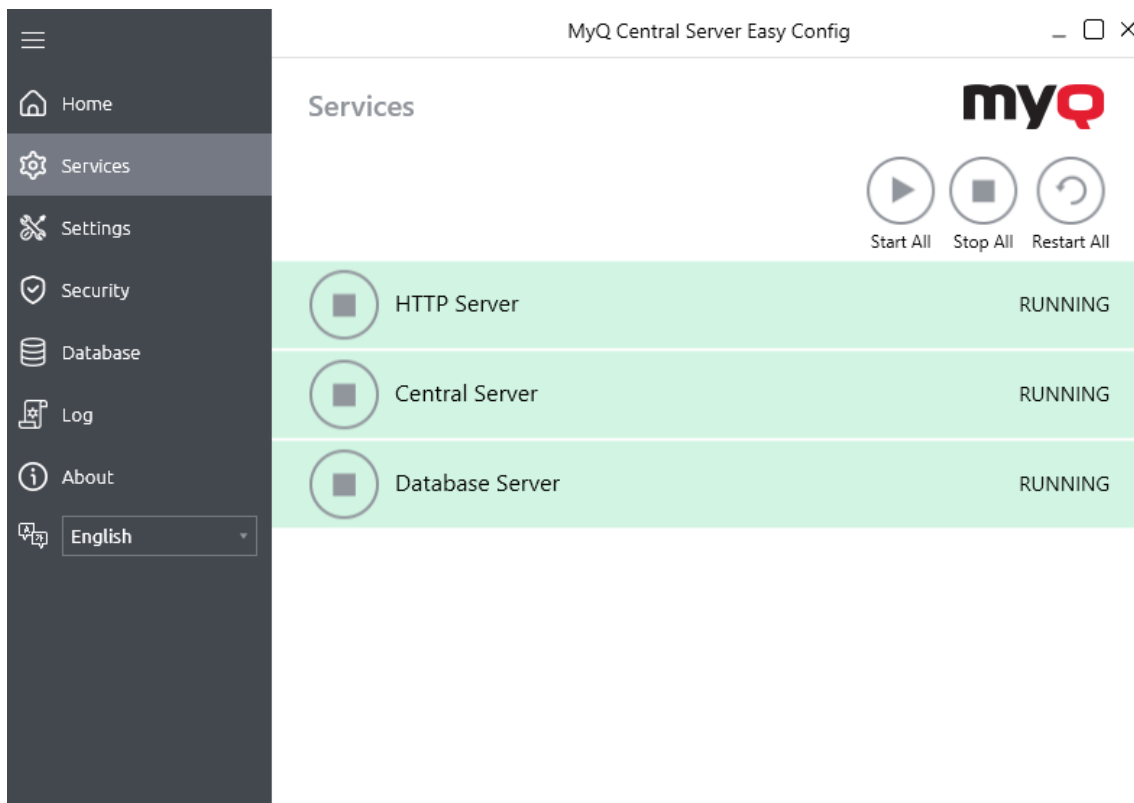 MyQ Central Server Easy Config
Home
Services
Settings
Security
Database
Log
About
English
Services
myQ
Start All
Stop All
Restart All
HTTP Server
RUNNING
Central Server
RUNNING
Database Server
RUNNING